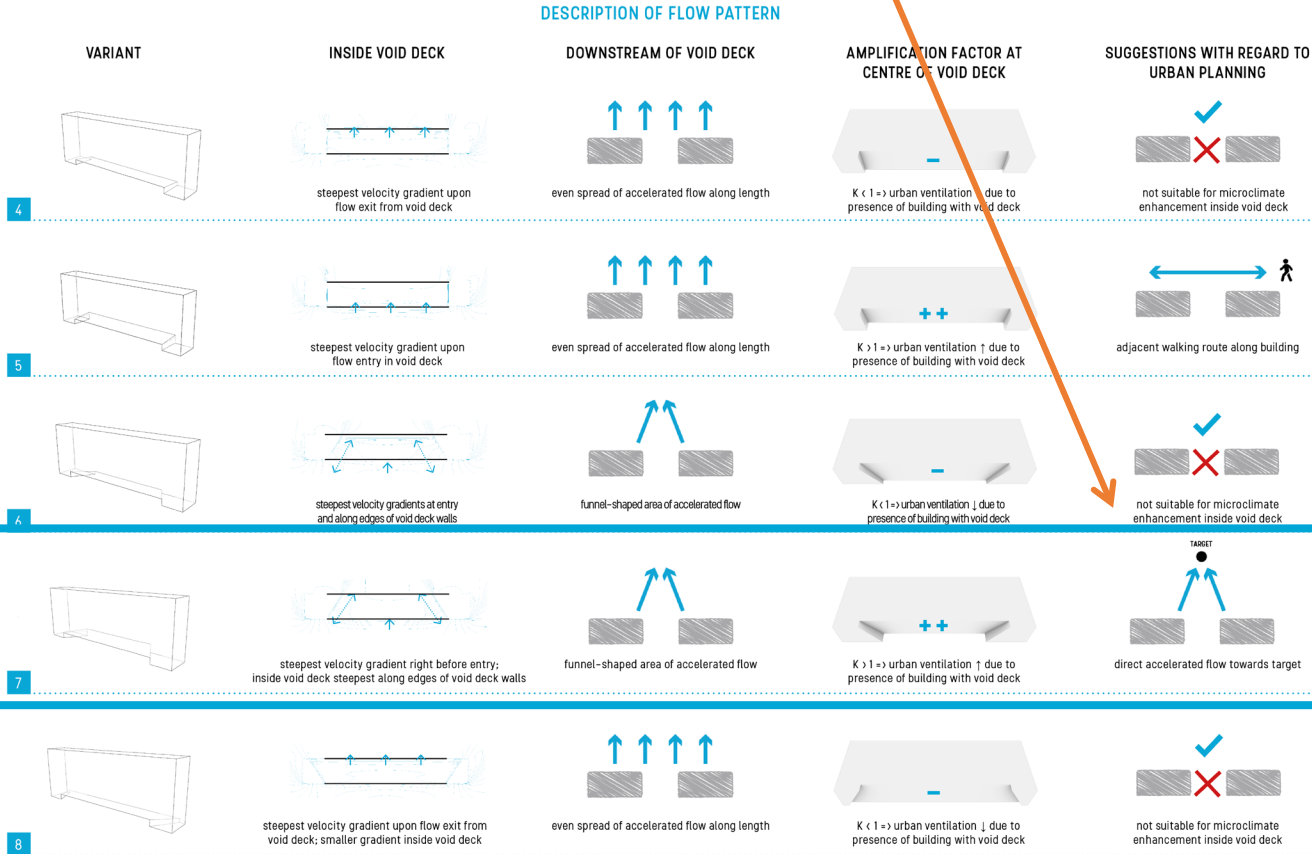 DESCRIPTION OF FLOW PATTERN
VARIANT
INSIDE VOID DECK
DOWNSTREAM OF VOID DECK
AMPLIFICATION FACTOR AT
CENTRE OF VOID DECK
SUGGESTIONS WITH REGARD TO
URBAN PLANNING
4
steepest velocity gradient upon
flow exit from void deck
even spread of accelerated flow along length
K < 1 => urban ventilation ↓ due to
presence of building with void deck
not suitable for microclimate
enhancement inside void deck
5
steepest velocity gradient upon
flow entry in void deck
even spread of accelerated flow along length
K > 1 => urban ventilation ↑ due to
presence of building with void deck
adjacent walking route along building
6
steepest velocity gradients at entry
and along edges of void deck walls
funnel-shaped area of accelerated flow
K < 1 => urban ventilation ↓ due to
presence of building with void deck
not suitable for microclimate
enhancement inside void deck
7
steepest velocity gradient right before entry;
inside void deck steepest along edges of void deck walls
funnel-shaped area of accelerated flow
K > 1 => urban ventilation ↑ due to
presence of building with void deck
TARGET
direct accelerated flow towards target
8
steepest velocity gradient upon flow exit from
void deck; smaller gradient inside void deck
even spread of accelerated flow along length
K < 1 => urban ventilation ↓ due to
presence of building with void deck
not suitable for microclimate
enhancement inside void deck